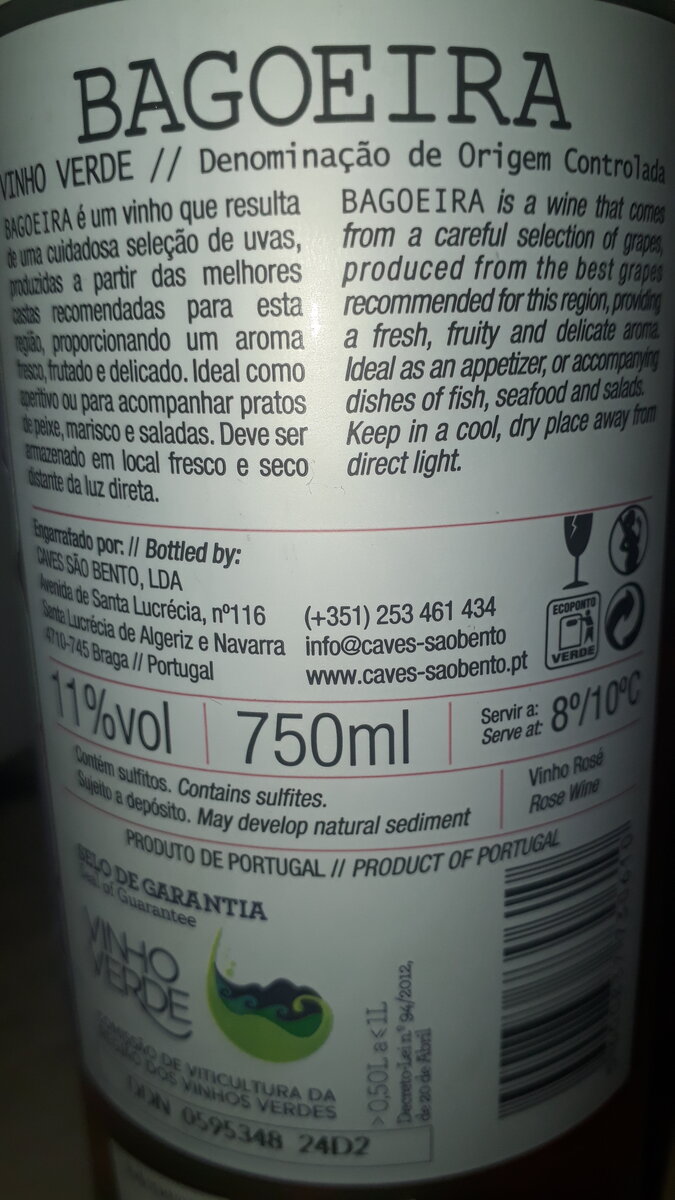 BAGOEIRA
VINHO VERDE // Denominação de Origem Controlada
BAGOEIRA é um vinho que resulta
de uma cuidadosa seleção de uvas,
produzidas a partir das melhores
castas recomendadas para esta
região, proporcionando um aroma
fresco, frutado e delicado. Ideal como
aperitivo ou para acompanhar pratos
de peixe, marisco e saladas. Deve ser
armazenado em local fresco e seco
distante da luz direta.
BAGOEIRA is a wine that comes
from a careful selection of grapes,
produced from the best grapes
recommended for this region, providing
a fresh, fruity and delicate aroma.
Ideal as an appetizer, or accompanying
dishes of fish, seafood and salads.
Keep in a cool, dry place away from
direct light.
Engarrafado por: // Bottled by:
CAVES SÃO BENTO, LDA
Avenida de Santa Lucrécia, nº116
Santa Lucrécia de Algeriz e Navarra
4710-745 Braga // Portugal
(+351) 253 461 434
info@caves-saobento
www.caves-saobento.pt
ECOPONTO
VERDE
11%vol
750ml
Servir a:
Serve at:
8º/10ºC
Contém sulfitos. Contains sulfites.
Sujeito a depósito. May develop natural sediment
Vinho Rosé
Rose Wine
PRODUTO DE PORTUGAL // PRODUCT OF PORTUGAL
SELO DE GARANTIA
Seal of Guarantee
VINHO
VERDE
COMISSÃO DE VITICULTURA DA
REGIÃO DOS VINHOS VERDES
0595348 24D2
> 0,50L a ≤ 1L
Decreto-Lei n.º 94/2012,
de 20 de Abril